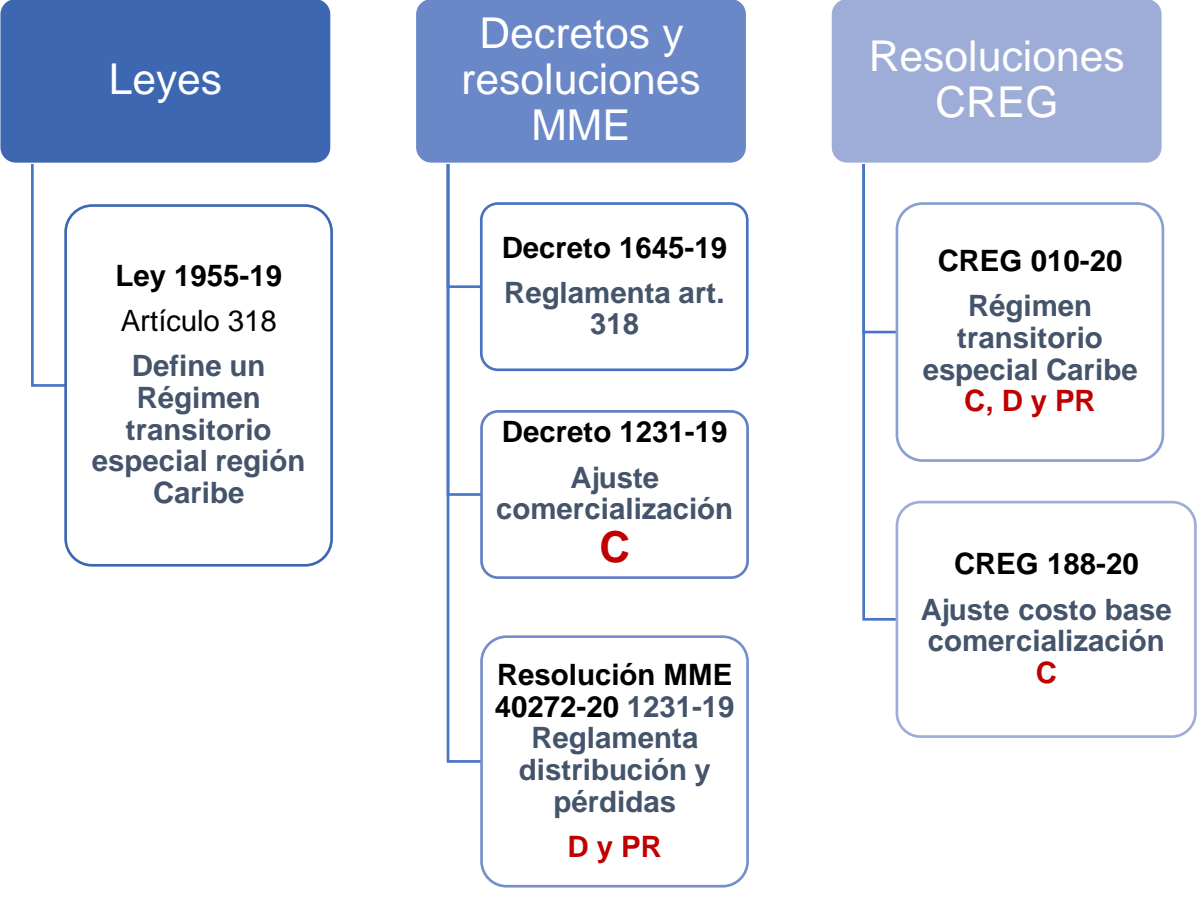 Leyes
Ley 1955-19
Artículo 318
Define un
Régimen
transitorio
especial región
Caribe
Decretos y
resoluciones
MME
Decreto 1645-19
Reglamenta art.
318
Decreto 1231-19
Ajuste
comercialización
C
Resolución MME
40272-20 1231-19
Reglamenta
distribución y
pérdidas
D y PR
Resoluciones
CREG
CREG 010-20
Régimen
transitorio
especial Caribe
C, D y PR
CREG 188-20
Ajuste costo base
comercialización
C